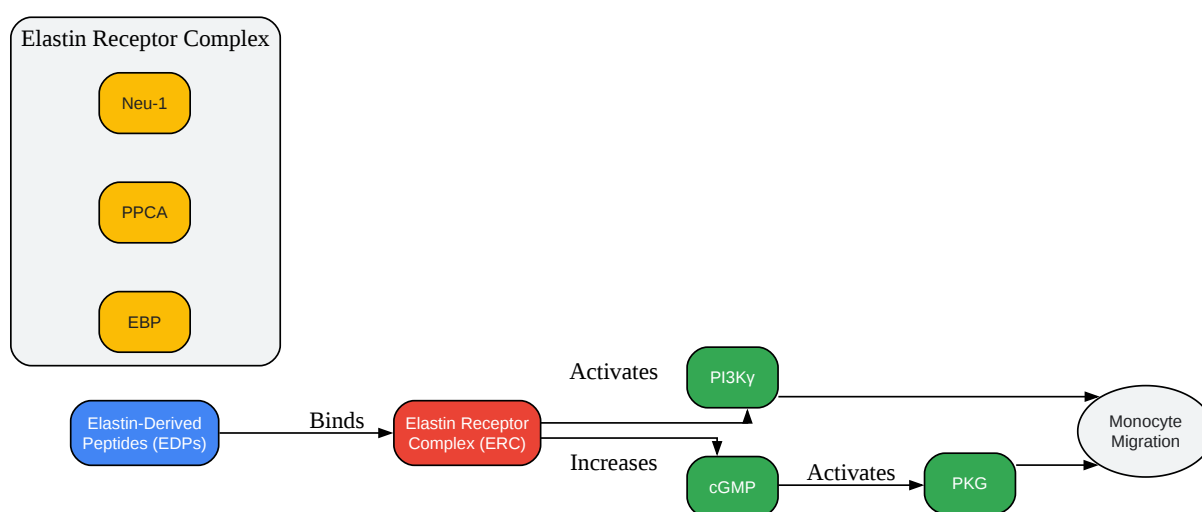 Elastin Receptor Complex
Neu-1
PPCA
EBP
Elastin-Derived
Peptides (EDPs)
Binds
Elastin Receptor
Complex (ERC)
Activates
PI3Kγ
Increases
cGMP
Activates
PKG
Monocyte
Migration